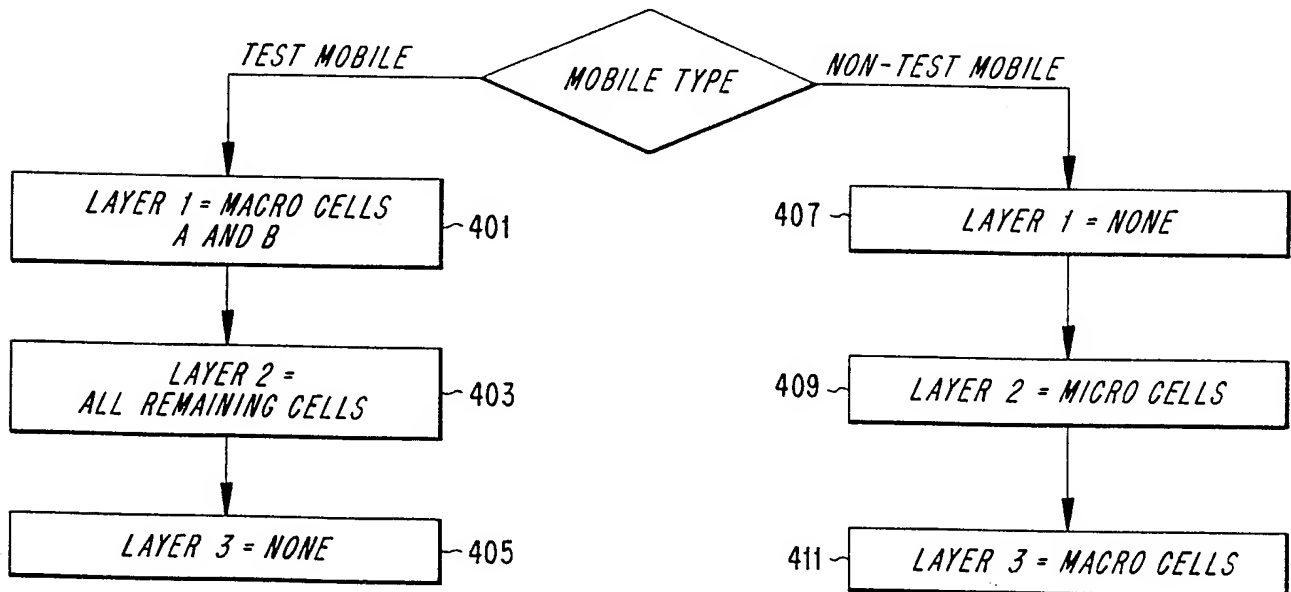 MOBILE TYPE
TEST MOBILE
NON-TEST MOBILE
LAYER 1 = MACRO CELLS
A AND B
401
LAYER 2 =
ALL REMAINING CELLS
403
LAYER 3 = NONE
405
407
LAYER 1 = NONE
409
LAYER 2 = MICRO CELLS
411
LAYER 3 = MACRO CELLS